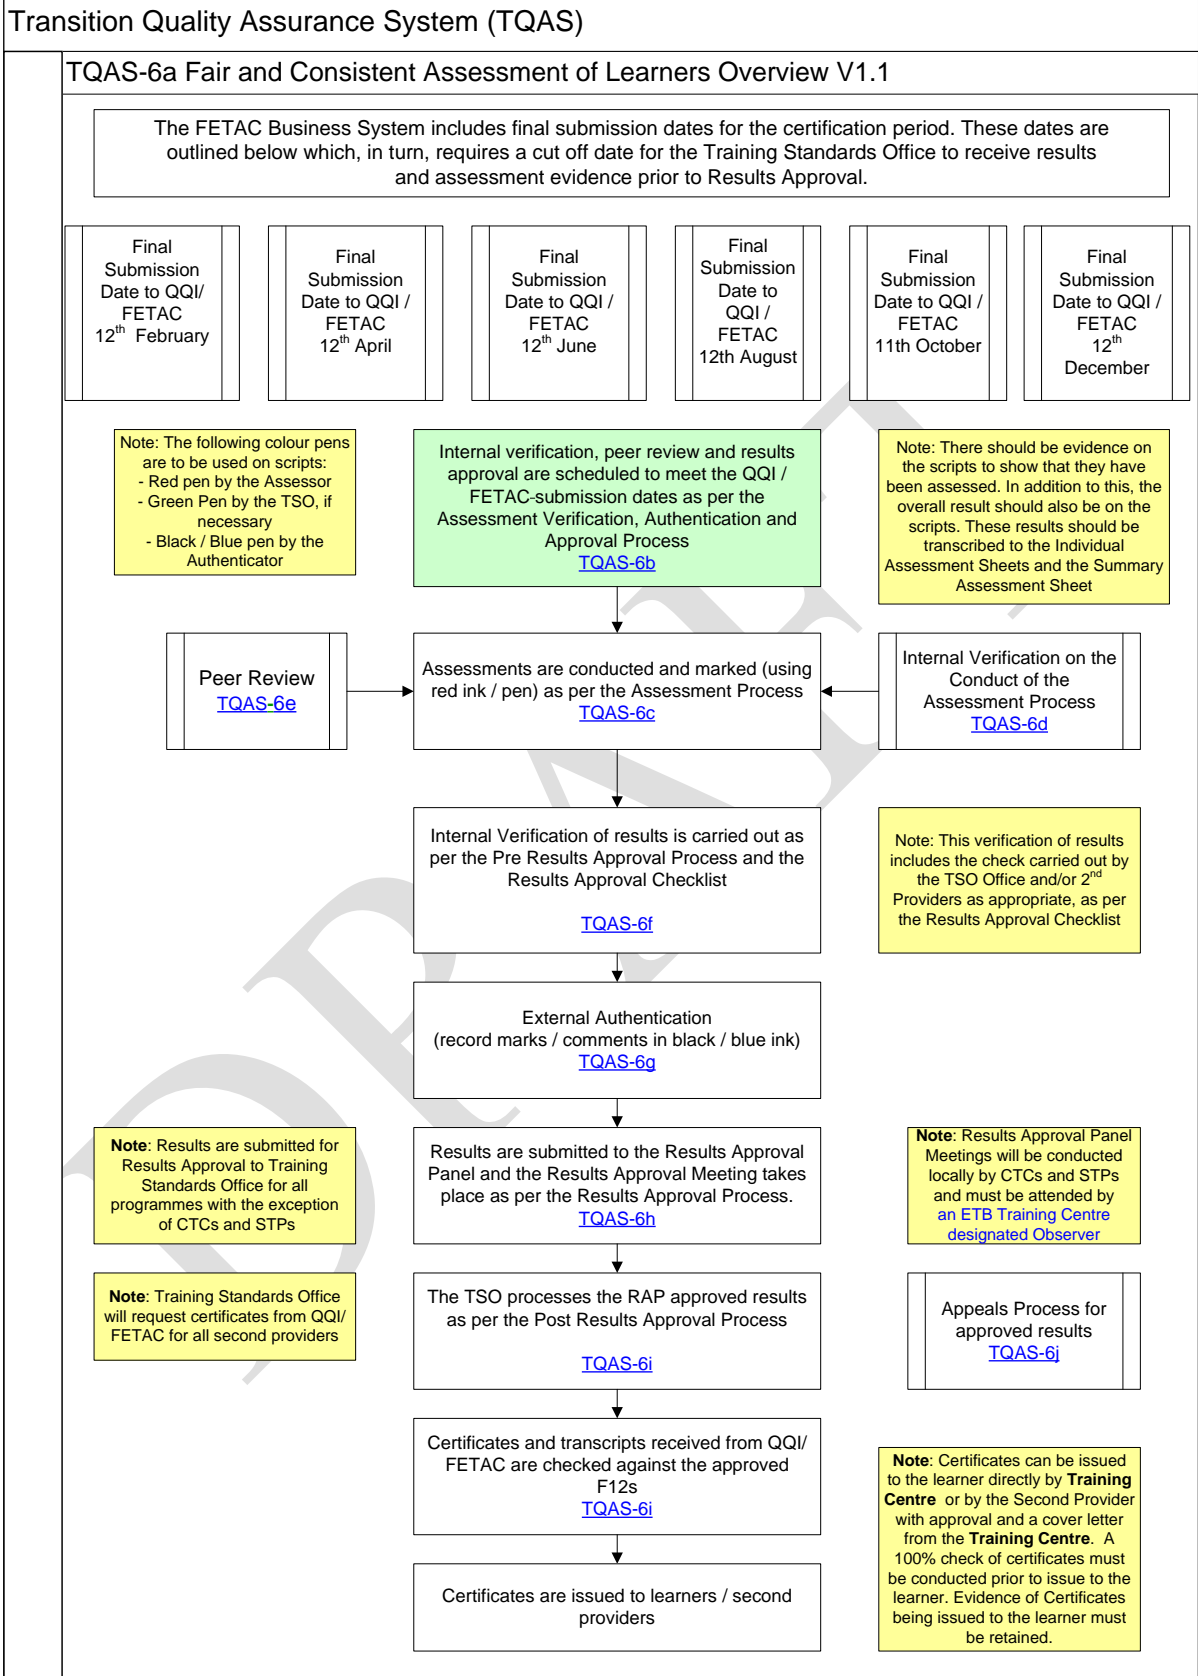 Transition Quality Assurance System (TQAS)
TQAS-6a Fair and Consistent Assessment of Learners Overview V1.1
The FETAC Business System includes final submission dates for the certification period. These dates are
outlined below which, in turn, requires a cut off date for the Training Standards Office to receive results
and assessment evidence prior to Results Approval.
Final
Submission
Date to QQI/
FETAC
12th February
Final
Submission
Date to QQI /
FETAC
12th April
Final
Submission
Date to QQI /
FETAC
12th June
Final
Submission
Date to
QQI /
FETAC
12th August
Final
Submission
Date to QQI /
FETAC
11th October
Final
Submission
Date to QQI /
FETAC
12th
December
Note: The following colour pens
are to be used on scripts:
- Red pen by the Assessor
- Green Pen by the TSO, if
necessary
- Black / Blue pen by the
Authenticator
Internal verification, peer review and results
approval are scheduled to meet the QQI /
FETAC-submission dates as per the
Assessment Verification, Authentication and
Approval Process
TQAS-6b
Note: There should be evidence on
the scripts to show that they have
been assessed. In addition to this, the
overall result should also be on the
scripts. These results should be
transcribed to the Individual
Assessment Sheets and the Summary
Assessment Sheet
Peer Review
TQAS-6e
Assessments are conducted and marked (using
red ink / pen) as per the Assessment Process
TQAS-6c
Internal Verification on the
Conduct of the
Assessment Process
TQAS-6d
Internal Verification of results is carried out as
per the Pre Results Approval Process and the
Results Approval Checklist
TQAS-6f
Note: This verification of results
includes the check carried out by
the TSO Office and/or 2nd
Providers as appropriate, as per
the Results Approval Checklist
External Authentication
(record marks / comments in black / blue ink)
TQAS-6g
Note: Results are submitted for
Results Approval to Training
Standards Office for all
programmes with the exception
of CTCs and STPs
Results are submitted to the Results Approval
Panel and the Results Approval Meeting takes
place as per the Results Approval Process.
TQAS-6h
Note: Results Approval Panel
Meetings will be conducted
locally by CTCs and STPs
and must be attended by
an ETB Training Centre
designated Observer
Note: Training Standards Office
will request certificates from QQI/
FETAC for all second providers
The TSO processes the RAP approved results
as per the Post Results Approval Process
TQAS-6i
Appeals Process for
approved results
TQAS-6j
Certificates and transcripts received from QQI/
FETAC are checked against the approved
F12s
TQAS-6i
Note: Certificates can be issued
to the learner directly by Training
Centre or by the Second Provider
with approval and a cover letter
from the Training Centre. A
100% check of certificates must
be conducted prior to issue to the
learner. Evidence of Certificates
being issued to the learner must
be retained.
Certificates are issued to learners / second
providers
DRAFT